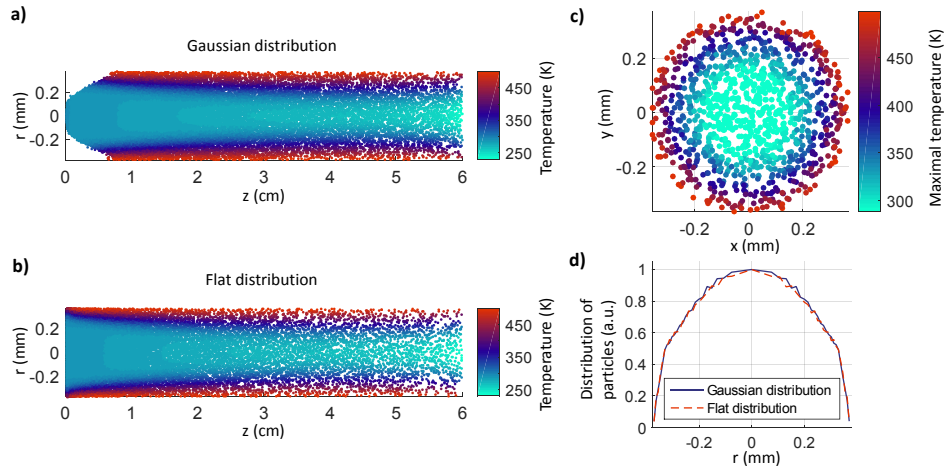 a)
Gaussian distribution
r (mm)
0.2
0
-0.2
0 1 2 3 4 5 6
z (cm)
Temperature (K)
450
350
250
b)
Flat distribution
r (mm)
0.2
0
-0.2
0 1 2 3 4 5 6
z (cm)
Temperature (K)
450
350
250
c)
y (mm)
0.2
0
-0.2
-0.2 0 0.2
x (mm)
Maximal temperature (K)
450
400
350
300
d)
Distribution of
particles (a.u.)
1
0.8
0.6
0.4
0.2
0
Gaussian distribution
Flat distribution
-0.2 0 0.2
r (mm)